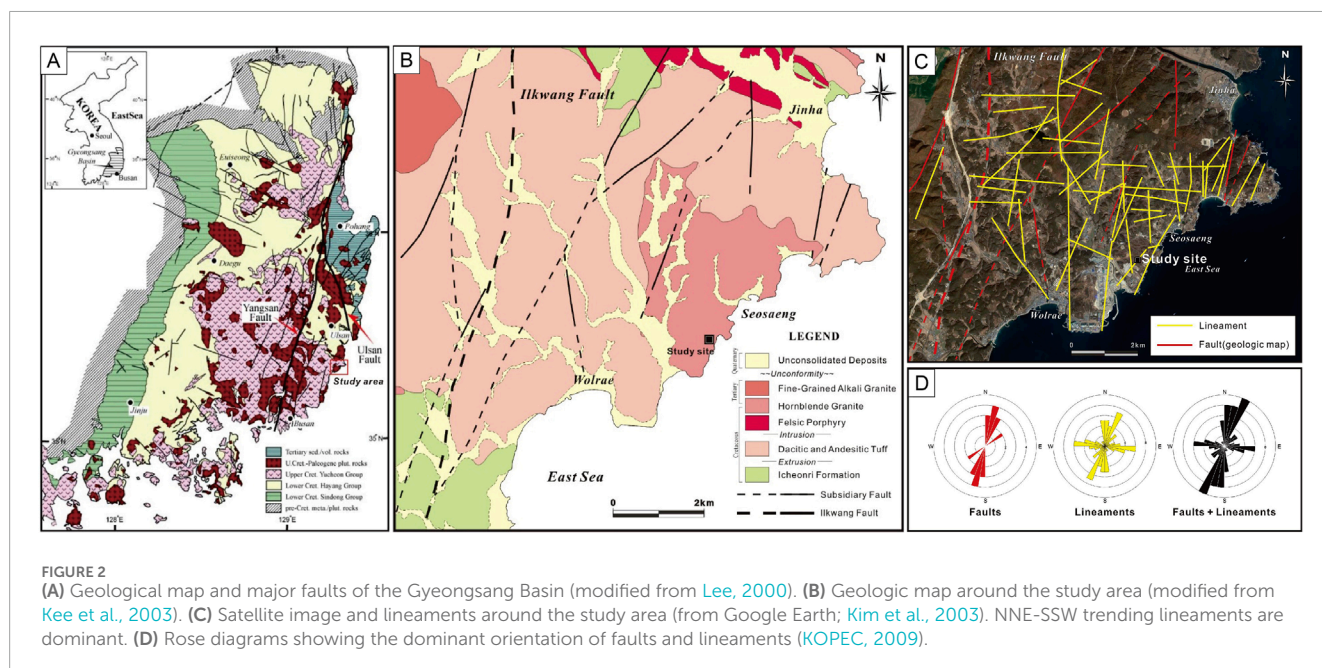 A
128°E
KOREA
EastSea
Seoul
Gyeongsang
Basin
Busan
Euiseong
Pohang
Daegu
Yangsan
Fault
Ulsan
Ulsan
Fault
Study area
Jinju
Busan
35°N
35°N
128°E
129°E
Tertiary sed./vol. rocks
U.Cret.-Paleogene plut. rocks
Upper Cret. Yucheon Group
Lower Cret. Hayang Group
Lower Cret. Sindong Group
pre-Cret. meta./plut. rocks
B
N
Ilkwang Fault
Jinha
Seosaeng
Study site
Wolrae
East Sea
0 2km
LEGEND
Quaternary
Unconsolidated Deposits
~~Unconformity~~
Tertiary
Fine-Grained Alkali Granite
Hornblende Granite
Cretaceous
Felsic Porphyry
Intrusion
Dacitic and Andesitic Tuff
Extrusion
Icheonri Formation
Subsidiary Fault
Ilkwang Fault
C
N
Ilkwang Fault
Jinha
Seosaeng
Study site
East Sea
Wolrae
0 2km
Lineament
Fault(geologic map)
D
N N N
W E W E W E
S S S
Faults Lineaments Faults + Lineaments
FIGURE 2
(A) Geological map and major faults of the Gyeongsang Basin (modified from Lee, 2000). (B) Geologic map around the study area (modified from
Kee et al., 2003). (C) Satellite image and lineaments around the study area (from Google Earth; Kim et al., 2003). NNE-SSW trending lineaments are
dominant. (D) Rose diagrams showing the dominant orientation of faults and lineaments (KOPEC, 2009).